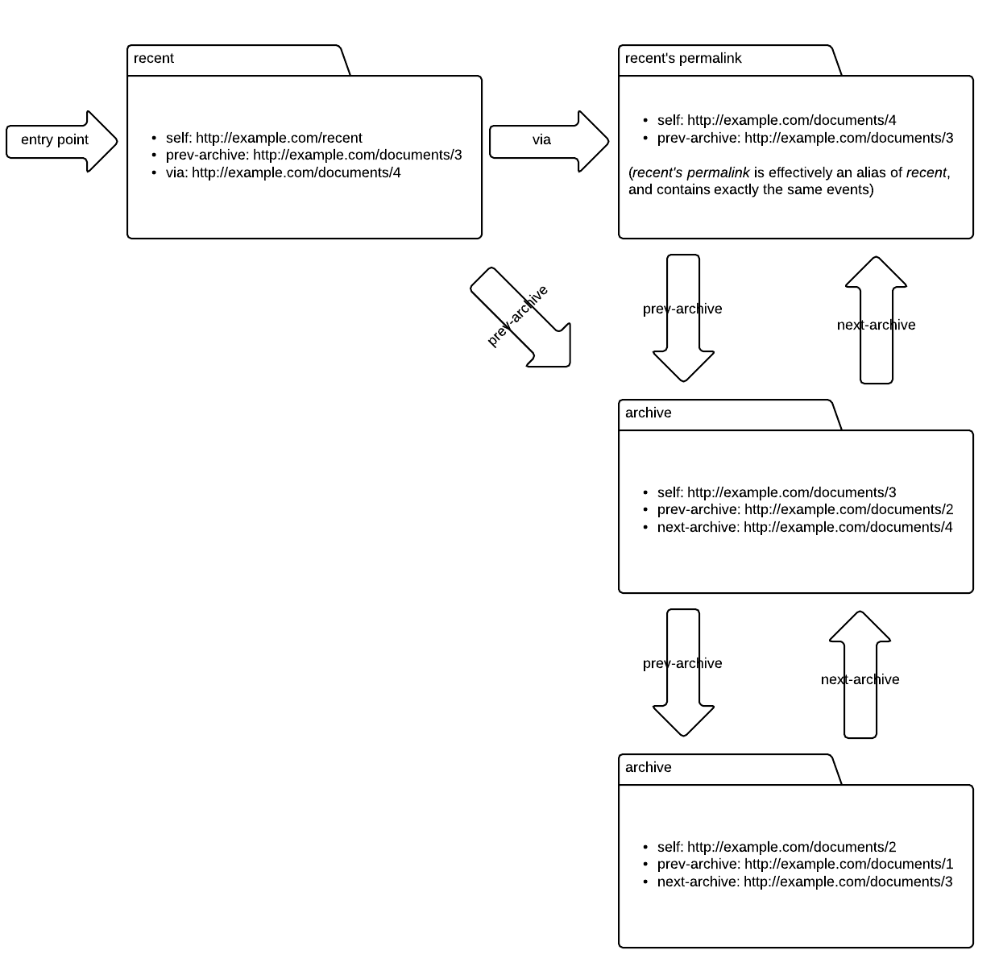 recent
entry point
• self: http://example.com/recent
• prev-archive: http://example.com/documents/3
• via: http://example.com/documents/4
via
recent's permalink
• self: http://example.com/documents/4
• prev-archive: http://example.com/documents/3
(recent's permalink is effectively an alias of recent,
and contains exactly the same events)
prev-archive
prev-archive
next-archive
archive
• self: http://example.com/documents/3
• prev-archive: http://example.com/documents/2
• next-archive: http://example.com/documents/4
prev-archive
next-archive
archive
• self: http://example.com/documents/2
• prev-archive: http://example.com/documents/1
• next-archive: http://example.com/documents/3